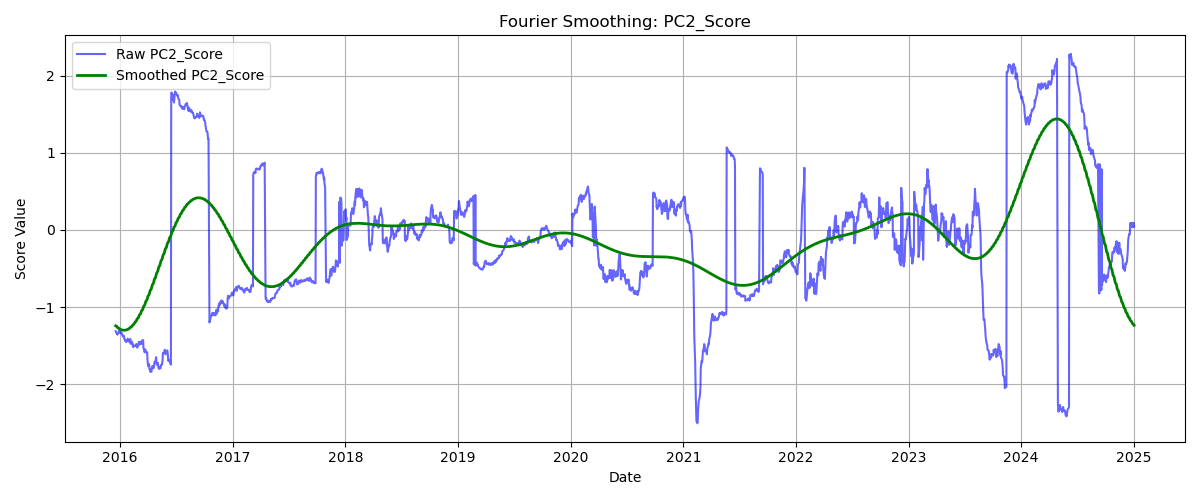 Fourier Smoothing: PC2_Score
Raw PC2_Score
Smoothed PC2_Score
Score Value
2
1
0
−1
−2
2016 2017 2018 2019 2020 2021 2022 2023 2024 2025
Date